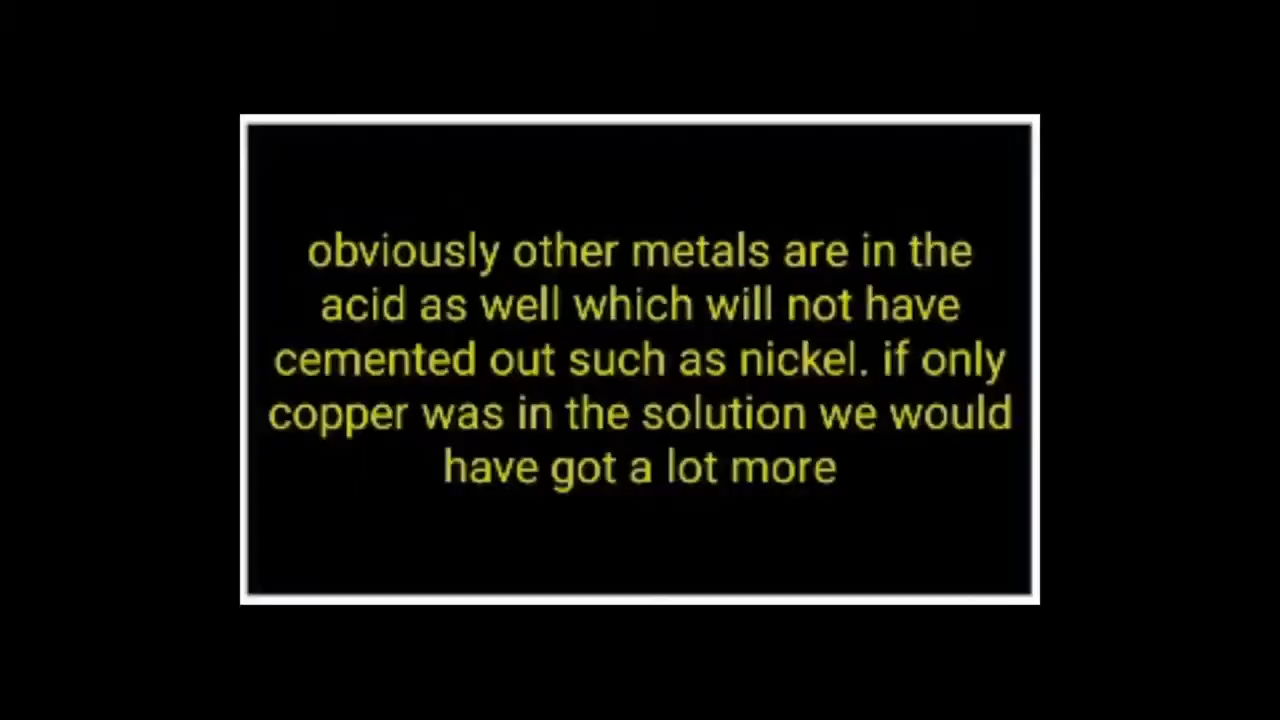 obviously other metals are in the
acid as well which will not have
cemented out such as nickel. if only
copper was in the solution we would
have got a lot more